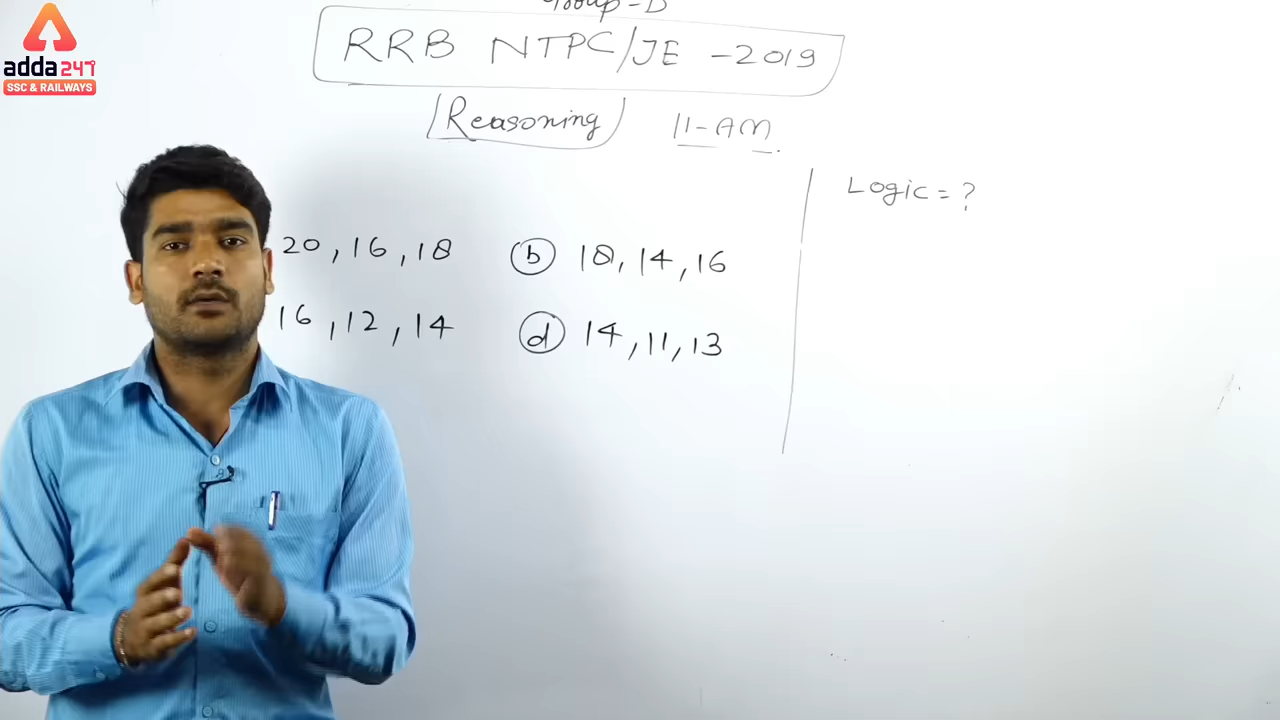 Group-D
RRB NTPC/JE -2019
adda247
SSC & RAILWAYS
Reasoning 11-AM
Logic = ?
20, 16, 18 (b) 18, 14, 16
16, 12, 14 (d) 14, 11, 13